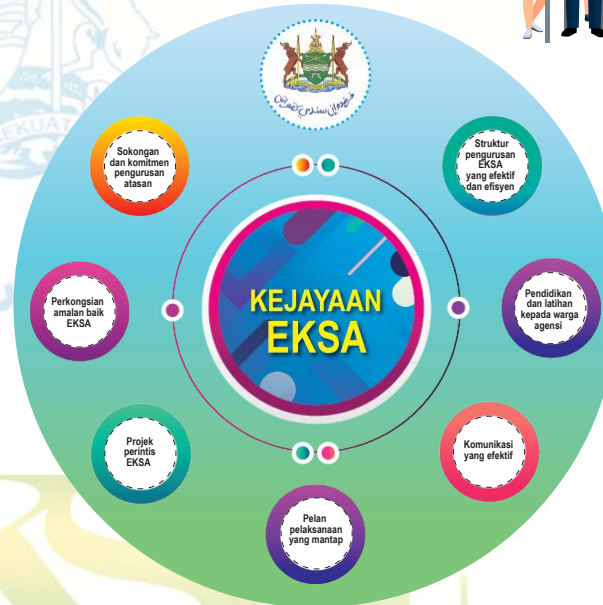 KEJAYAAN
EKSA
Sokongan
dan komitmen
pengurusan
atasan
Struktur
pengurusan
EKSA
yang efektif
dan efisyen
Perkongsian
amalan baik
EKSA
Pendidikan
dan latihan
kepada warga
agensi
Projek
perintis
EKSA
Komunikasi
yang efektif
Pelan
pelaksanaan
yang mantap
EKUAT